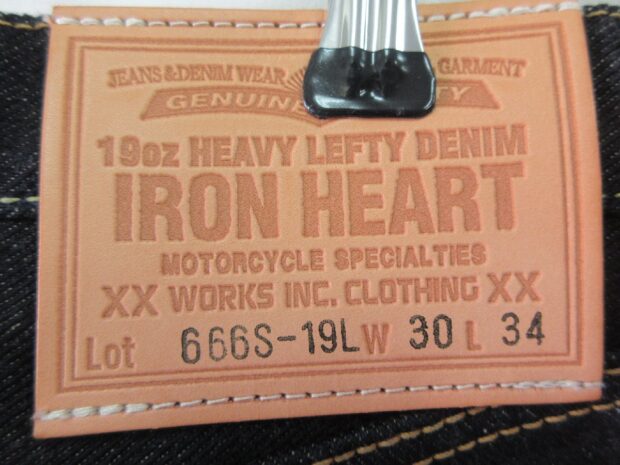 JEANS & DENIM WEAR GARMENT
GENUINE
19oz HEAVY LEFTY DENIM
IRON HEART
MOTORCYCLE SPECIALTIES
XX WORKS INC. CLOTHING XX
Lot 666S-19L W 30 L 34